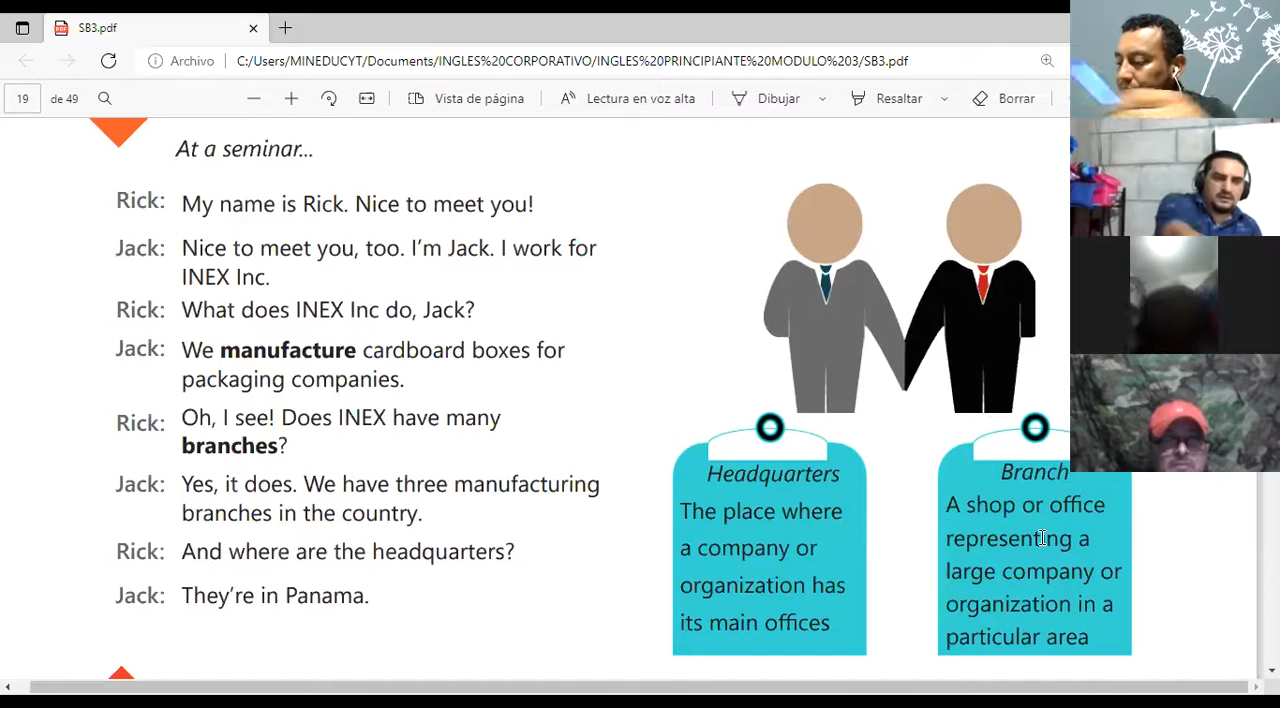 SB3.pdf
Archivo
C:/Users/MINEDUCYT/Documents/INGLES%20CORPORATIVO/INGLES%20PRINCIPIANTE%20MODULO%203/SB3.pdf
19 de 49
Vista de página
Lectura en voz alta
Dibujar
Resaltar
Borrar
At a seminar...
Rick: My name is Rick. Nice to meet you!
Jack: Nice to meet you, too. I'm Jack. I work for
INEX Inc.
Rick: What does INEX Inc do, Jack?
Jack: We manufacture cardboard boxes for
packaging companies.
Rick: Oh, I see! Does INEX have many
branches?
Jack: Yes, it does. We have three manufacturing
branches in the country.
Rick: And where are the headquarters?
Jack: They're in Panama.
Headquarters
The place where
a company or
organization has
its main offices
Branch
A shop or office
representing a
large company or
organization in a
particular area